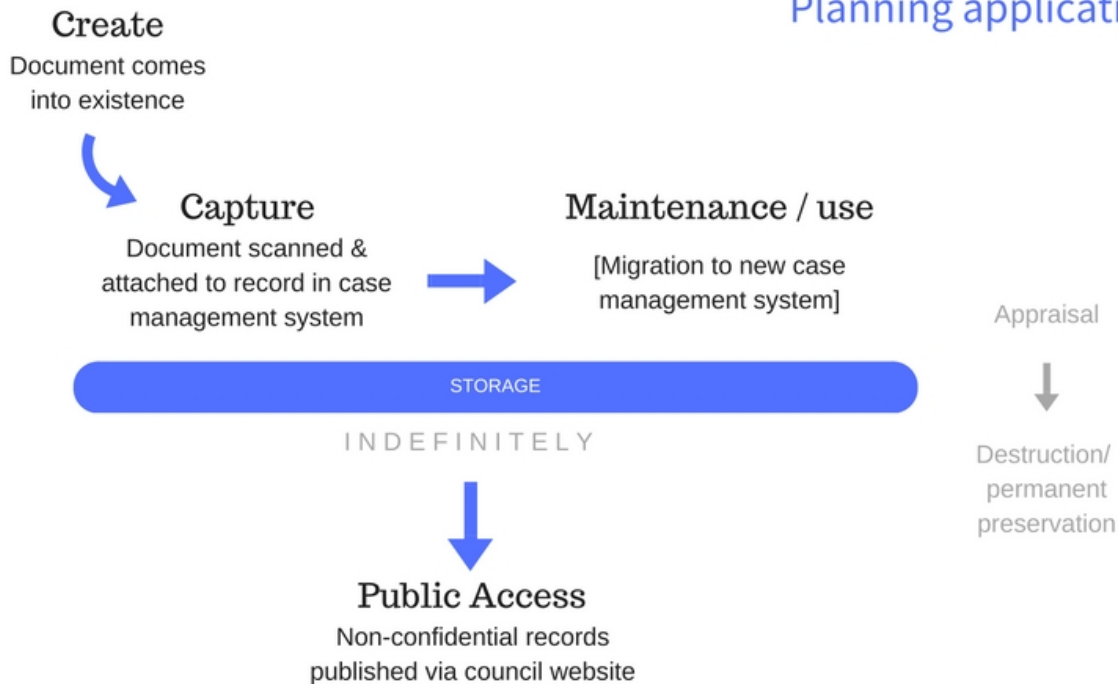 Planning applicati
Create
Document comes
into existence
Capture
Document scanned &
attached to record in case
management system
Maintenance / use
[Migration to new case
management system]
Appraisal
STORAGE
INDEFINITELY
Destruction/
permanent
preservation
Public Access
Non-confidential records
published via council website